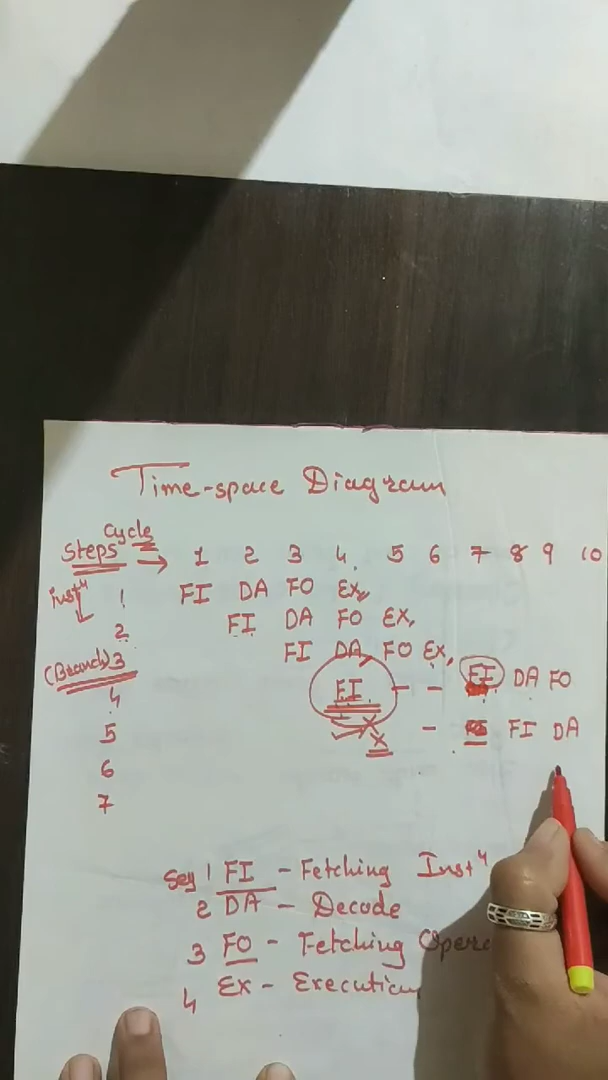 Time-space Diagram
Cycle
Steps → 1 2 3 4 5 6 7 8 9 10
Instⁿ 1 FI DA FO EX
2 FI DA FO EX
(Branch) 3 FI DA FO EX
4 FI - - FI DA FO
5 X - FI DA
6
7
Seg 1 FI - Fetching Instⁿ
2 DA - Decode
3 FO - Fetching
4 EX - Execution